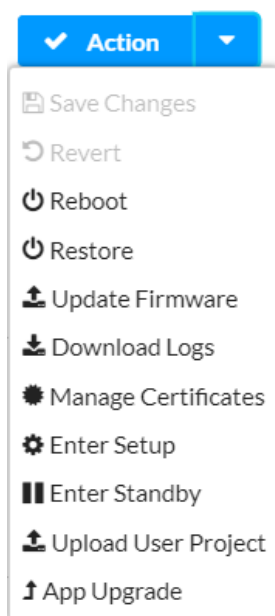 Action
Save Changes
Revert
Reboot
Restore
Update Firmware
Download Logs
Manage Certificates
Enter Setup
Enter Standby
Upload User Project
App Upgrade